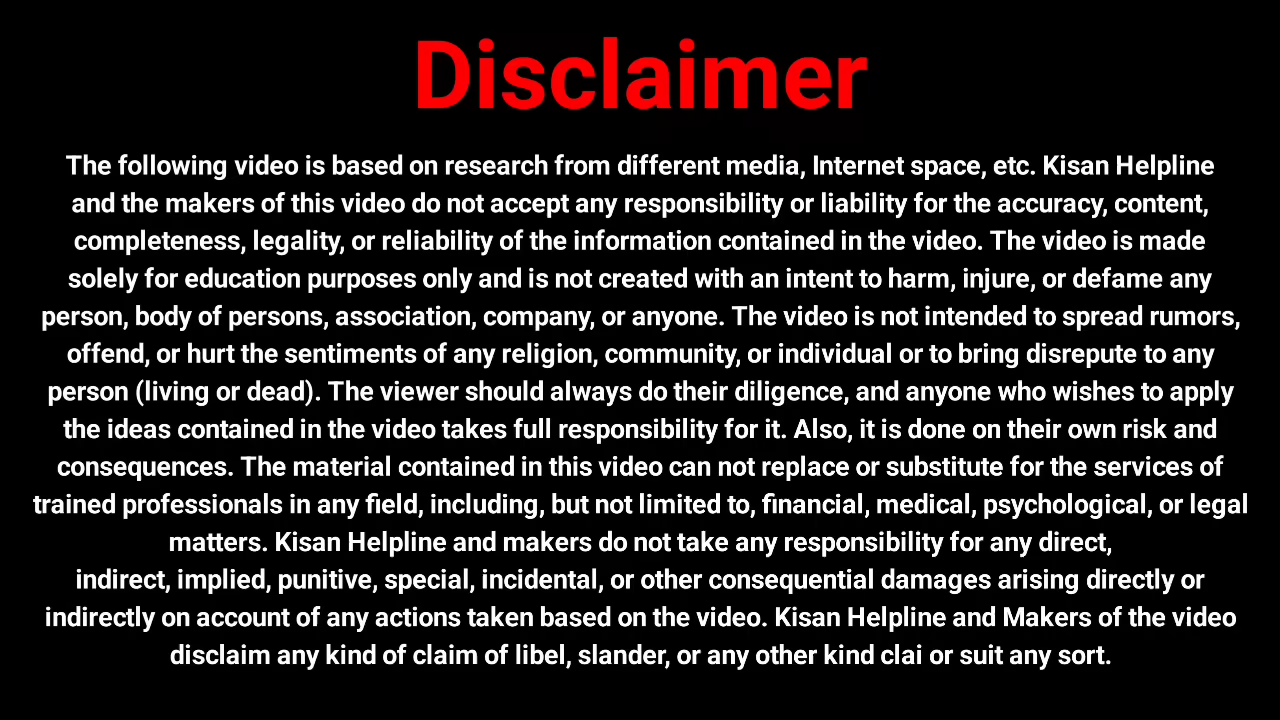 Disclaimer
The following video is based on research from different media, Internet space, etc. Kisan Helpline
and the makers of this video do not accept any responsibility or liability for the accuracy, content,
completeness, legality, or reliability of the information contained in the video. The video is made
solely for education purposes only and is not created with an intent to harm, injure, or defame any
person, body of persons, association, company, or anyone. The video is not intended to spread rumors,
offend, or hurt the sentiments of any religion, community, or individual or to bring disrepute to any
person (living or dead). The viewer should always do their diligence, and anyone who wishes to apply
the ideas contained in the video takes full responsibility for it. Also, it is done on their own risk and
consequences. The material contained in this video can not replace or substitute for the services of
trained professionals in any field, including, but not limited to, financial, medical, psychological, or legal
matters. Kisan Helpline and makers do not take any responsibility for any direct,
indirect, implied, punitive, special, incidental, or other consequential damages arising directly or
indirectly on account of any actions taken based on the video. Kisan Helpline and Makers of the video
disclaim any kind of claim of libel, slander, or any other kind clai or suit any sort.